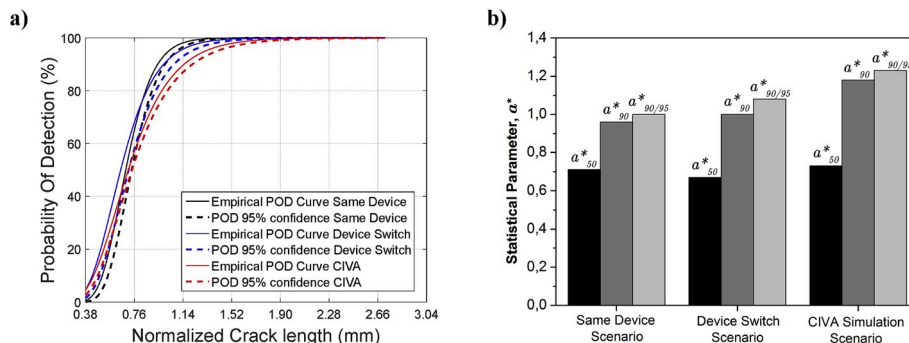 a)
Probability Of Detection (%)
100
80
60
40
20
0
0.38 0.76 1.14 1.52 1.90 2.28 2.66 3.04
Normalized Crack length (mm)
Empirical POD Curve Same Device
POD 95% confidence Same Device
Empirical POD Curve Device Switch
POD 95% confidence Device Switch
Empirical POD Curve CIVA
POD 95% confidence CIVA
b)
Statistical Parameter, a*
1,4
1,2
1,0
0,8
0,6
0,4
0,2
0,0
a*50 a*90 a*90/95
a*50 a*90 a*90/95
a*50 a*90 a*90/95
Same Device Scenario
Device Switch Scenario
CIVA Simulation Scenario